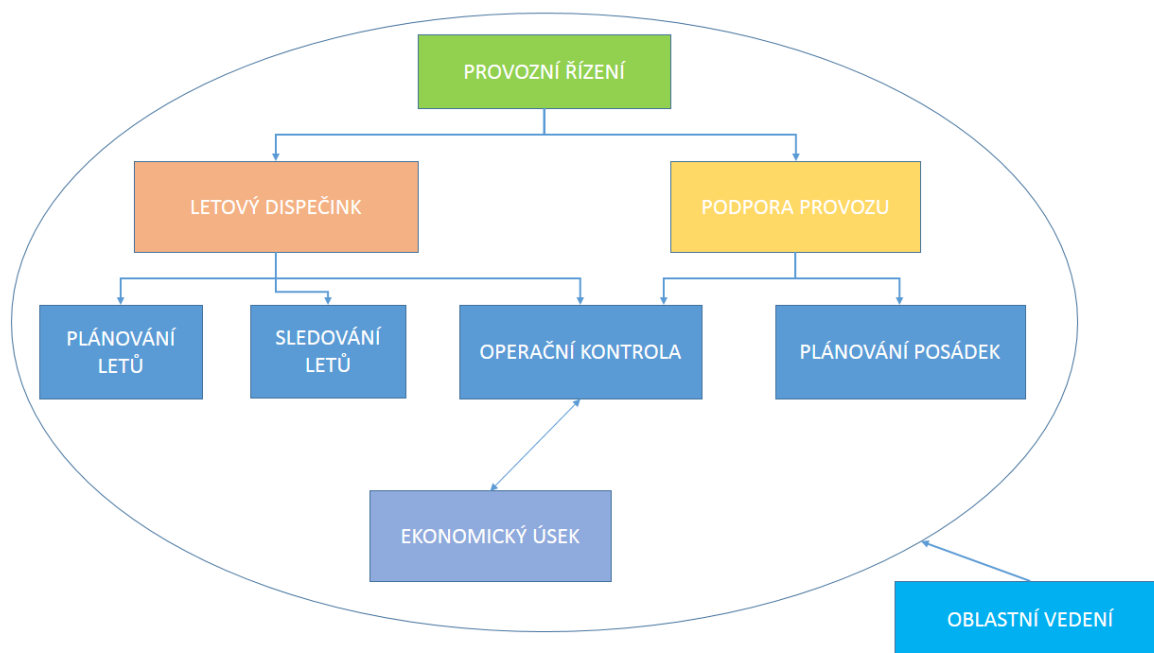 PROVOZNÍ ŘÍZENÍ
LETOVÝ DISPEČINK
PODPORA PROVOZU
PLÁNOVÁNÍ
LETŮ
SLEDOVÁNÍ
LETŮ
OPERAČNÍ KONTROLA
PLÁNOVÁNÍ POSÁDEK
EKONOMICKÝ ÚSEK
OBLASTNÍ VEDENÍ